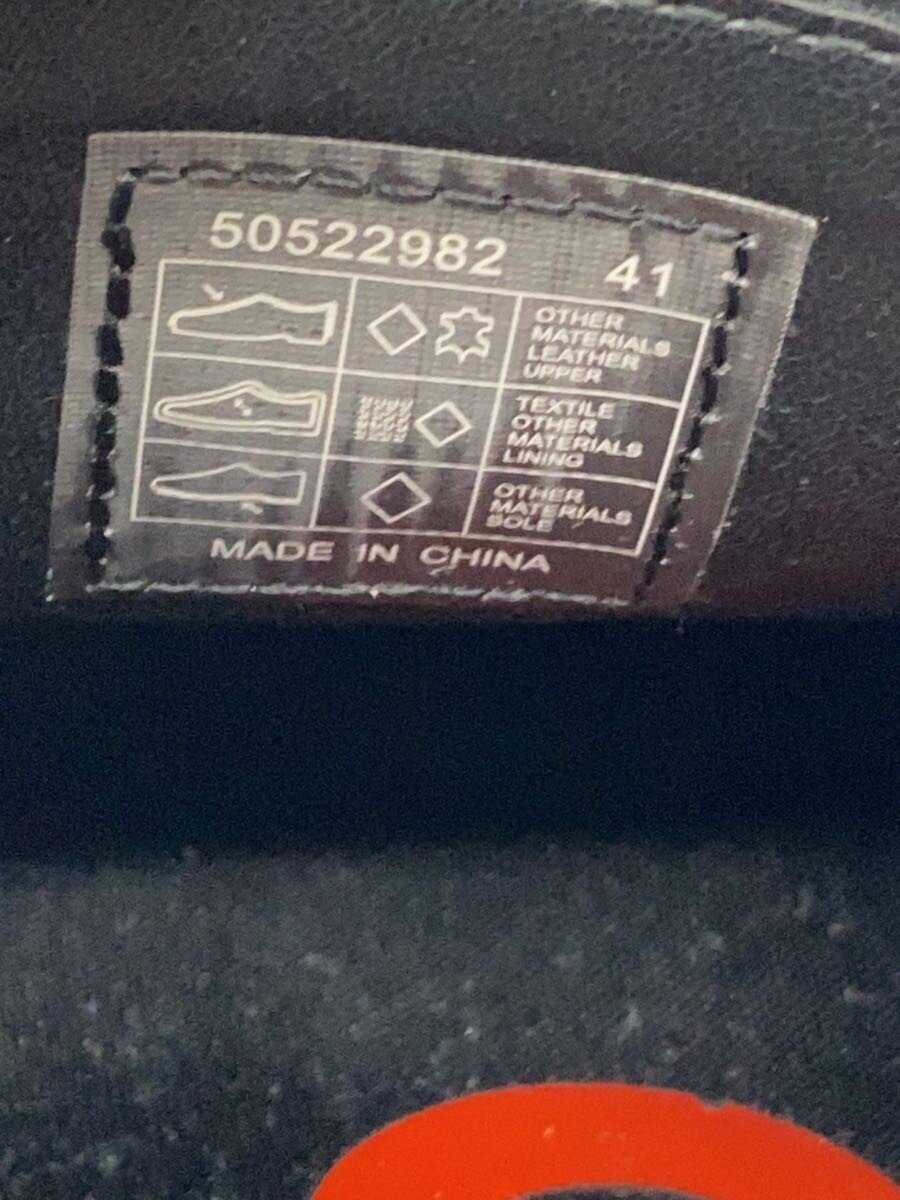 50522982 41
OTHER
MATERIALS
LEATHER
UPPER
TEXTILE
OTHER
MATERIALS
LINING
OTHER
MATERIALS
SOLE
MADE IN CHINA